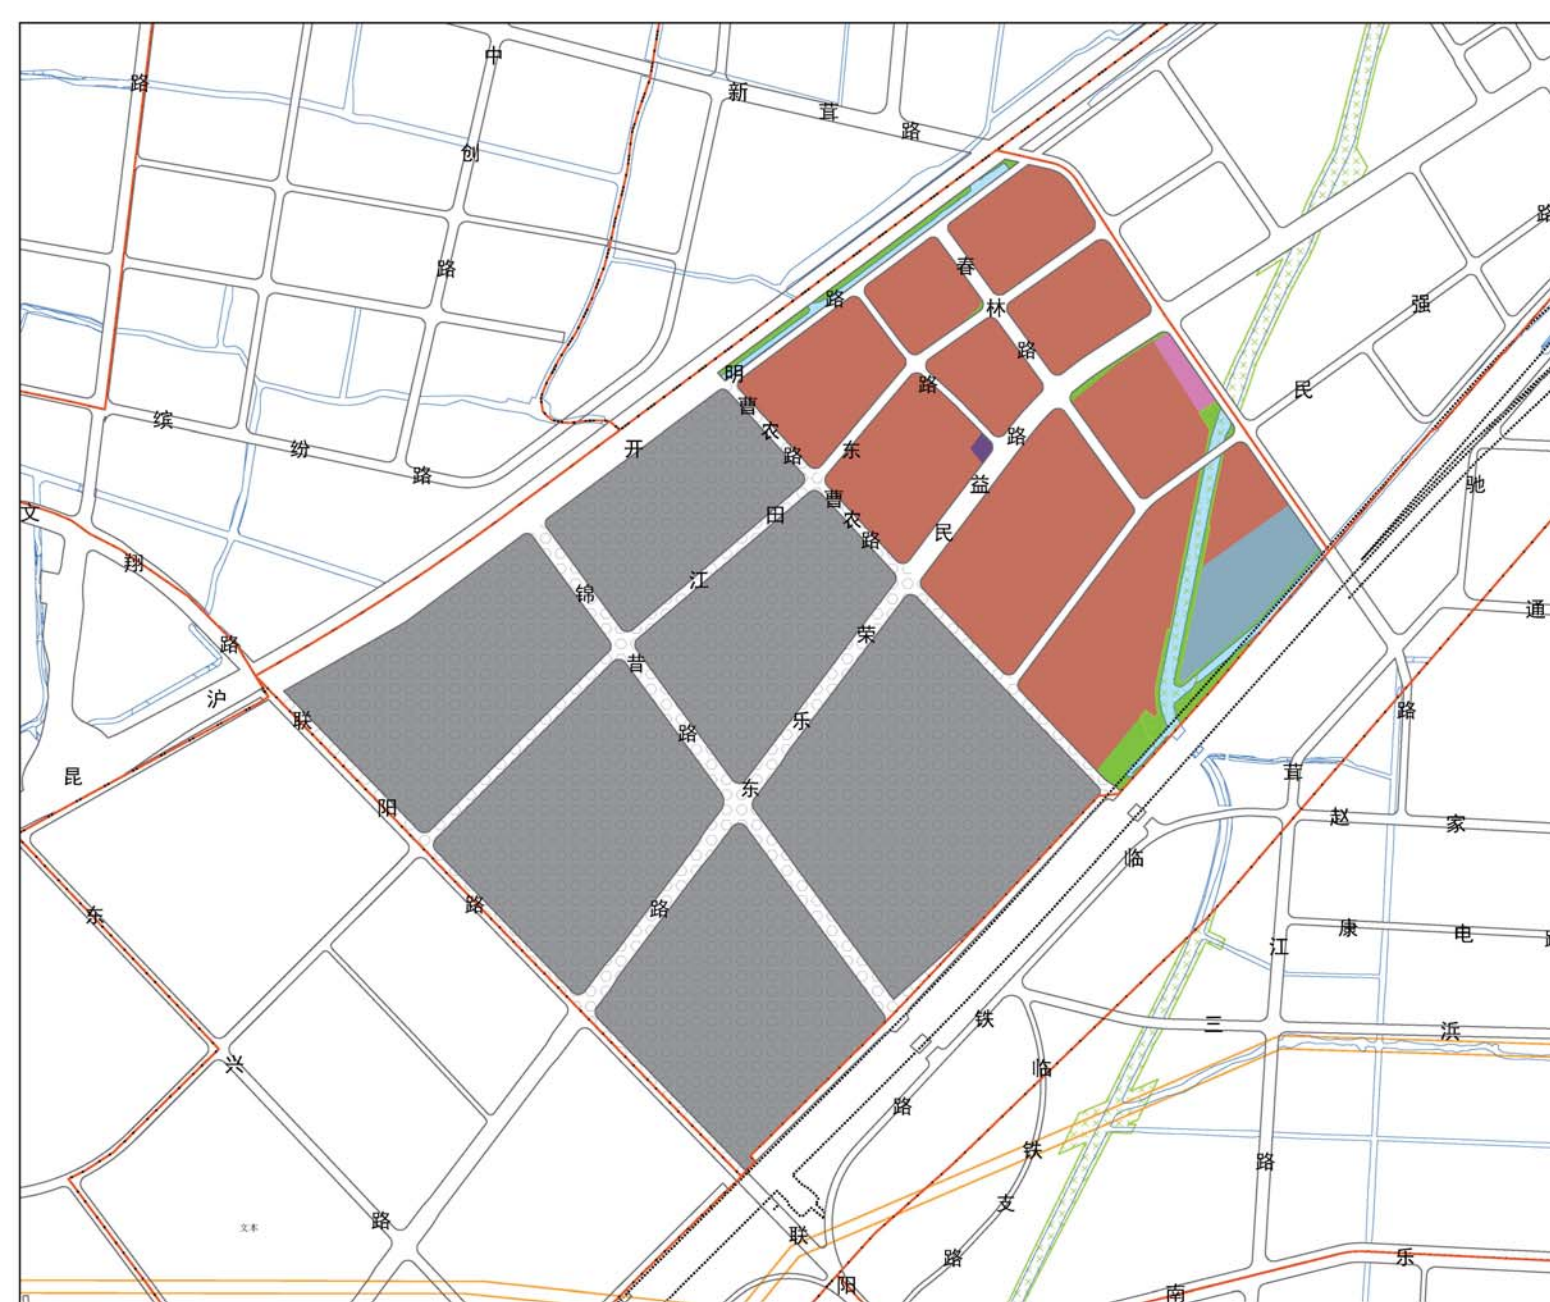 路
中创路
新茸路
春林路
开明路
曹农路
曹农路
江田东路
民益路
民强路
缤纷路
文翔路
沪昆
锦昔路
荣乐东路
联阳路
东兴路
驰路
通
茸江路
赵家
康电路
三浜
临铁路
临铁支路
联阳
南乐
文本